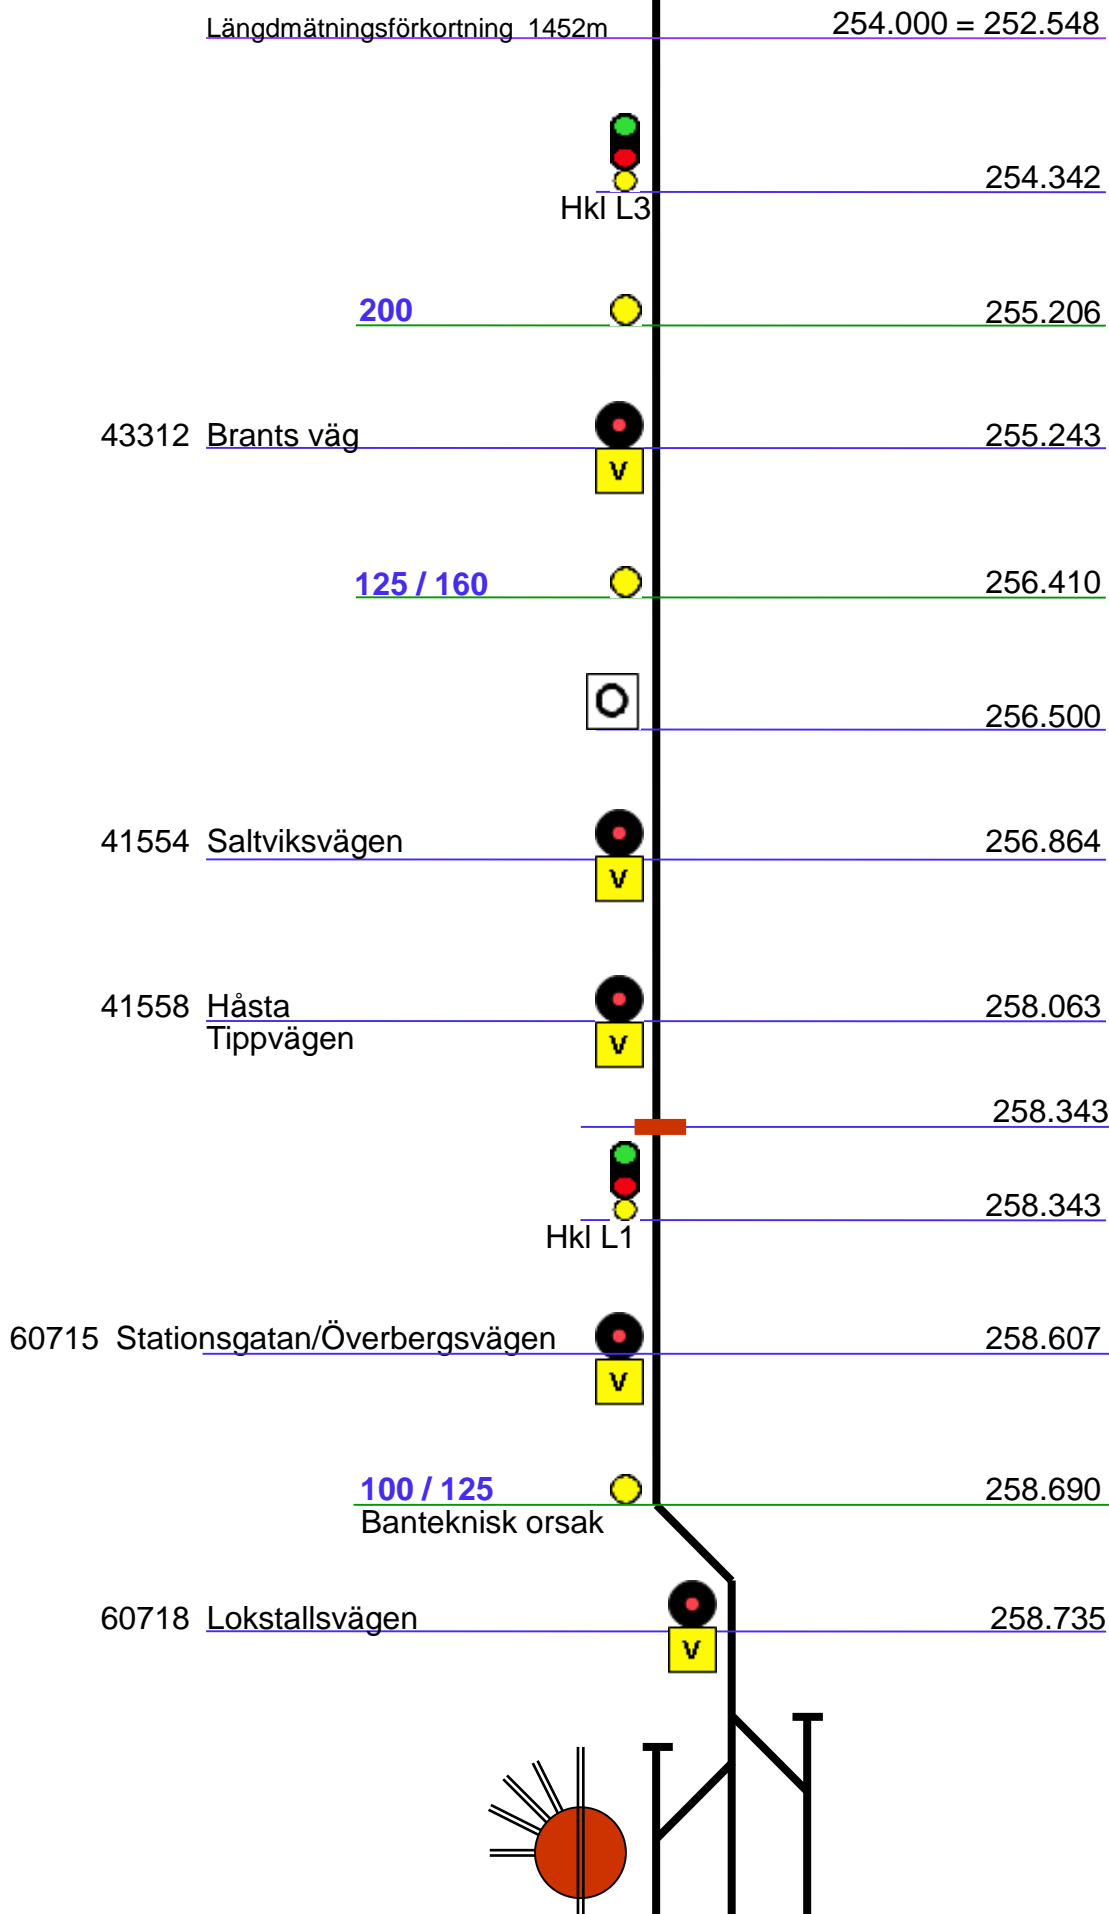 Längdmätningsförkortning 1452m 254.000 = 252.548
254.342
Hkl L3
200 255.206
43312 Brants väg 255.243
V
125 / 160 256.410
O 256.500
41554 Saltviksvägen 256.864
V
41558 Håsta 258.063
Tippvägen V
258.343
258.343
Hkl L1
60715 Stationsgatan/Överbergsvägen 258.607
V
100 / 125 258.690
Banteknisk orsak
60718 Lokstallsvägen 258.735
V